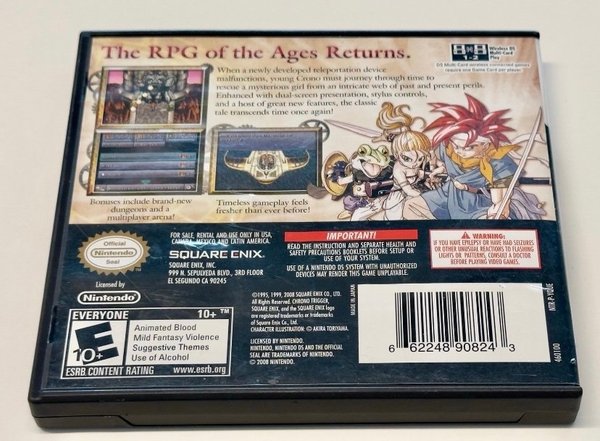 The RPG of the Ages Returns.
1-2
Wireless DS
Multi-Card
Play
DS Multi-Card wireless connected games
require one Game Card per player.
When a newly developed teleportation device
malfunctions, young Crono must journey through time to
rescue a mysterious girl from an intricate web of past and present perils.
Enhanced with dual-screen presentation, stylus controls,
and a host of great new features, the classic
tale transcends time once again!
Bonuses include brand-new
dungeons and a
multiplayer arena!
Timeless gameplay feels
fresher than ever before!
Official
Nintendo
Seal
Licensed by
Nintendo
FOR SALE, RENTAL AND USE ONLY IN USA,
CANADA, MEXICO AND LATIN AMERICA.
SQUARE ENIX
SQUARE ENIX, INC.
999 N. SEPULVEDA BLVD., 3RD FLOOR
EL SEGUNDO CA 90245
IMPORTANT!
READ THE INSTRUCTION AND SEPARATE HEALTH AND
SAFETY PRECAUTIONS BOOKLETS BEFORE SETUP OR
USE OF YOUR SYSTEM.
USE OF A NINTENDO DS SYSTEM WITH UNAUTHORIZED
DEVICES MAY RENDER THIS GAME UNPLAYABLE.
WARNING:
IF YOU HAVE EPILEPSY OR HAVE HAD SEIZURES
OR OTHER UNUSUAL REACTIONS TO FLASHING
LIGHTS OR PATTERNS, CONSULT A DOCTOR
BEFORE PLAYING VIDEO GAMES.
EVERYONE 10+™
E
10+
Animated Blood
Mild Fantasy Violence
Suggestive Themes
Use of Alcohol
ESRB CONTENT RATING www.esrb.org
©1995, 1999, 2008 SQUARE ENIX CO., LTD.
All Rights Reserved. CHRONO TRIGGER,
SQUARE ENIX, and the SQUARE ENIX logo
are registered trademarks or trademarks
of Square Enix Co., Ltd.
CHARACTER ILLUSTRATION: © AKIRA TORIYAMA
LICENSED BY NINTENDO.
NINTENDO, NINTENDO DS AND THE OFFICIAL
SEAL ARE TRADEMARKS OF NINTENDO.
© 2008 NINTENDO.
MADE IN JAPAN
6 62248 90824 3
460100